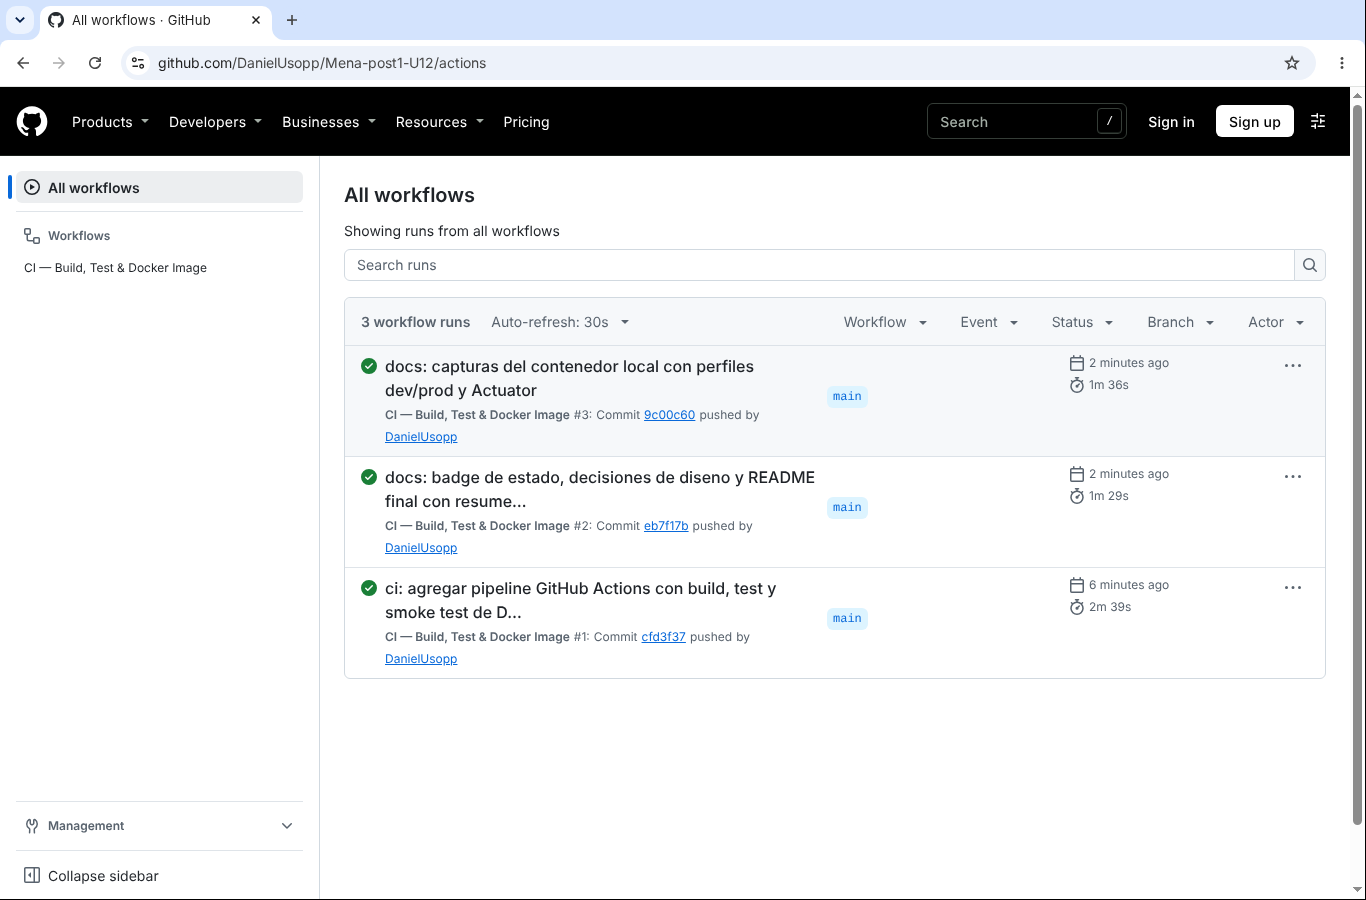 All workflows · GitHub
github.com/DanielUsopp/Mena-post1-U12/actions
Products Developers Businesses Resources Pricing Search / Sign in Sign up
All workflows
Workflows
CI — Build, Test & Docker Image
Management
Collapse sidebar
All workflows
Showing runs from all workflows
Search runs
3 workflow runs Auto-refresh: 30s Workflow Event Status Branch Actor
docs: capturas del contenedor local con perfiles
dev/prod y Actuator
CI — Build, Test & Docker Image #3: Commit 9c00c60 pushed by
DanielUsopp
main
2 minutes ago
1m 36s
docs: badge de estado, decisiones de diseno y README
final con resume...
CI — Build, Test & Docker Image #2: Commit eb7f17b pushed by
DanielUsopp
main
2 minutes ago
1m 29s
ci: agregar pipeline GitHub Actions con build, test y
smoke test de D...
CI — Build, Test & Docker Image #1: Commit cfd3f37 pushed by
DanielUsopp
main
6 minutes ago
2m 39s